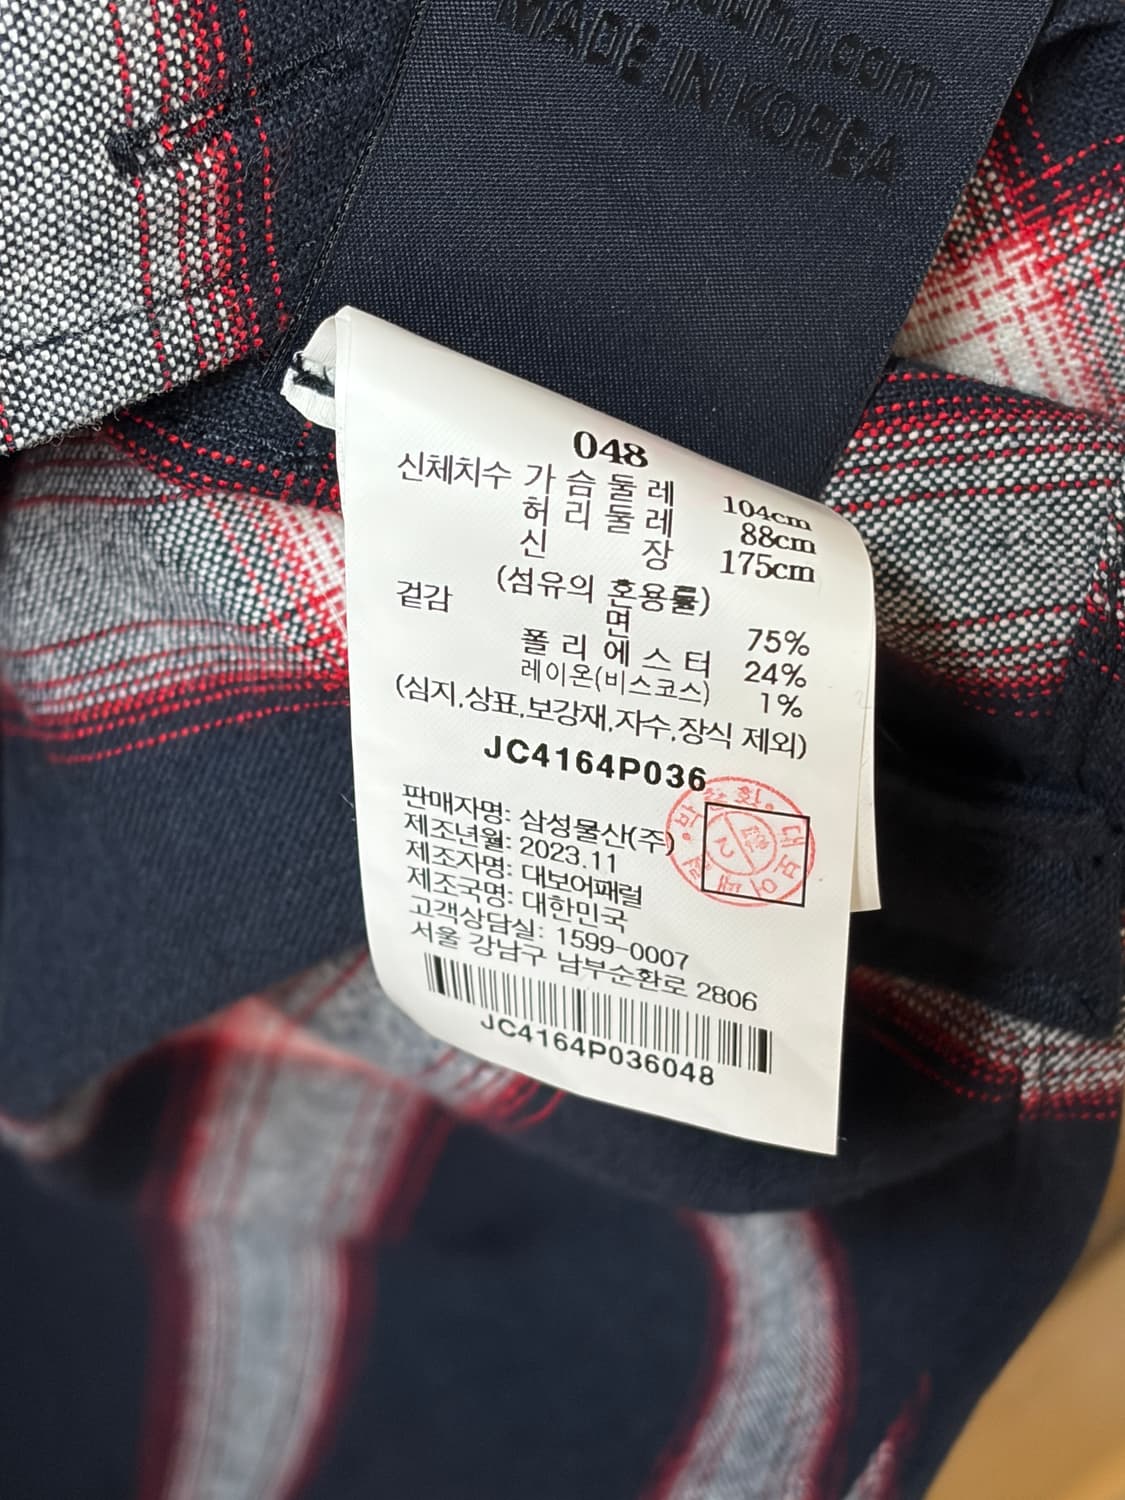 .com
MADE IN KOREA
048
신체치수 가슴둘레 104cm
허리둘레 88cm
신장 175cm
(섬유의 혼용률)
겉감 면 75%
폴리에스터 24%
레이온(비스코스) 1%
(심지,상표,보강재,자수,장식 제외)
JC4164P036
판매자명: 삼성물산(주)
제조년월: 2023.11
제조자명: 대보어패럴
제조국명: 대한민국
고객상담실: 1599-0007
서울 강남구 남부순환로 2806
JC4164P036048